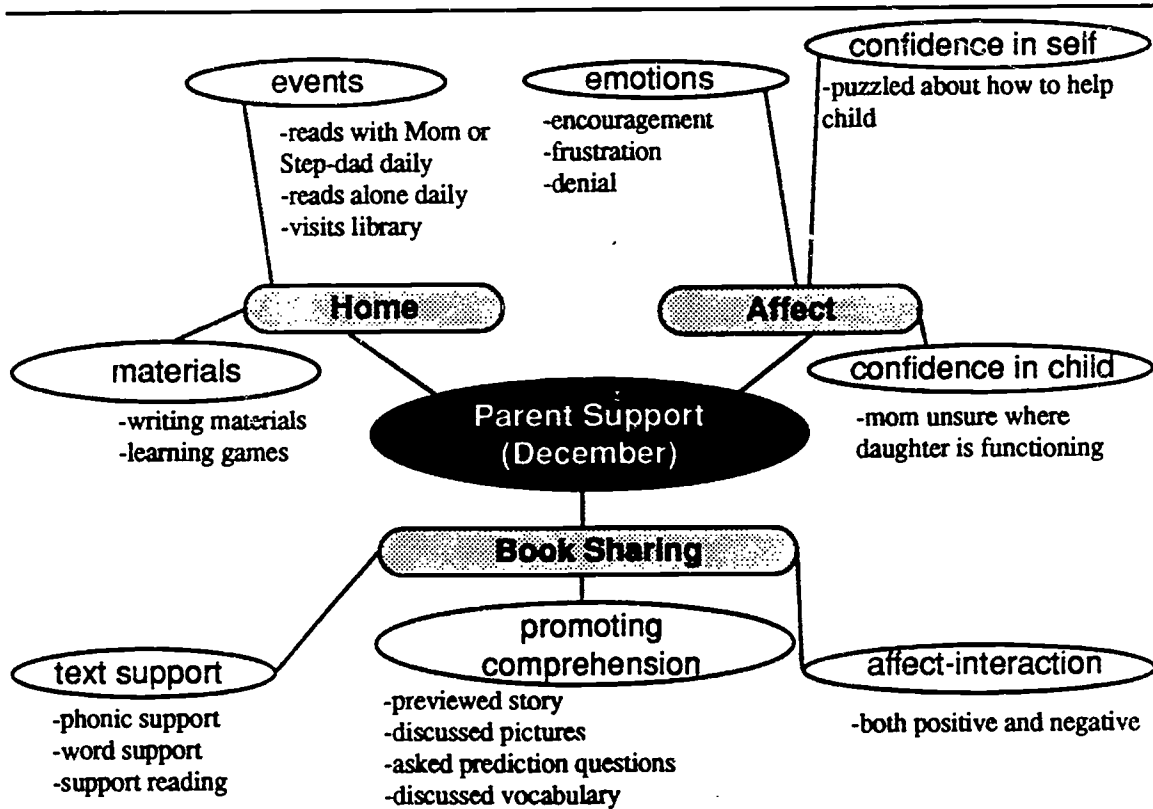 events
-reads with Mom or
Step-dad daily
-reads alone daily
-visits library
emotions
-encouragement
-frustration
-denial
confidence in self
-puzzled about how to help
child
Home
Affect
materials
-writing materials
-learning games
confidence in child
-mom unsure where
daughter is functioning
Parent Support
(December)
Book Sharing
text support
-phonic support
-word support
-support reading
promoting
comprehension
-previewed story
-discussed pictures
-asked prediction questions
-discussed vocabulary
affect-interaction
-both positive and negative